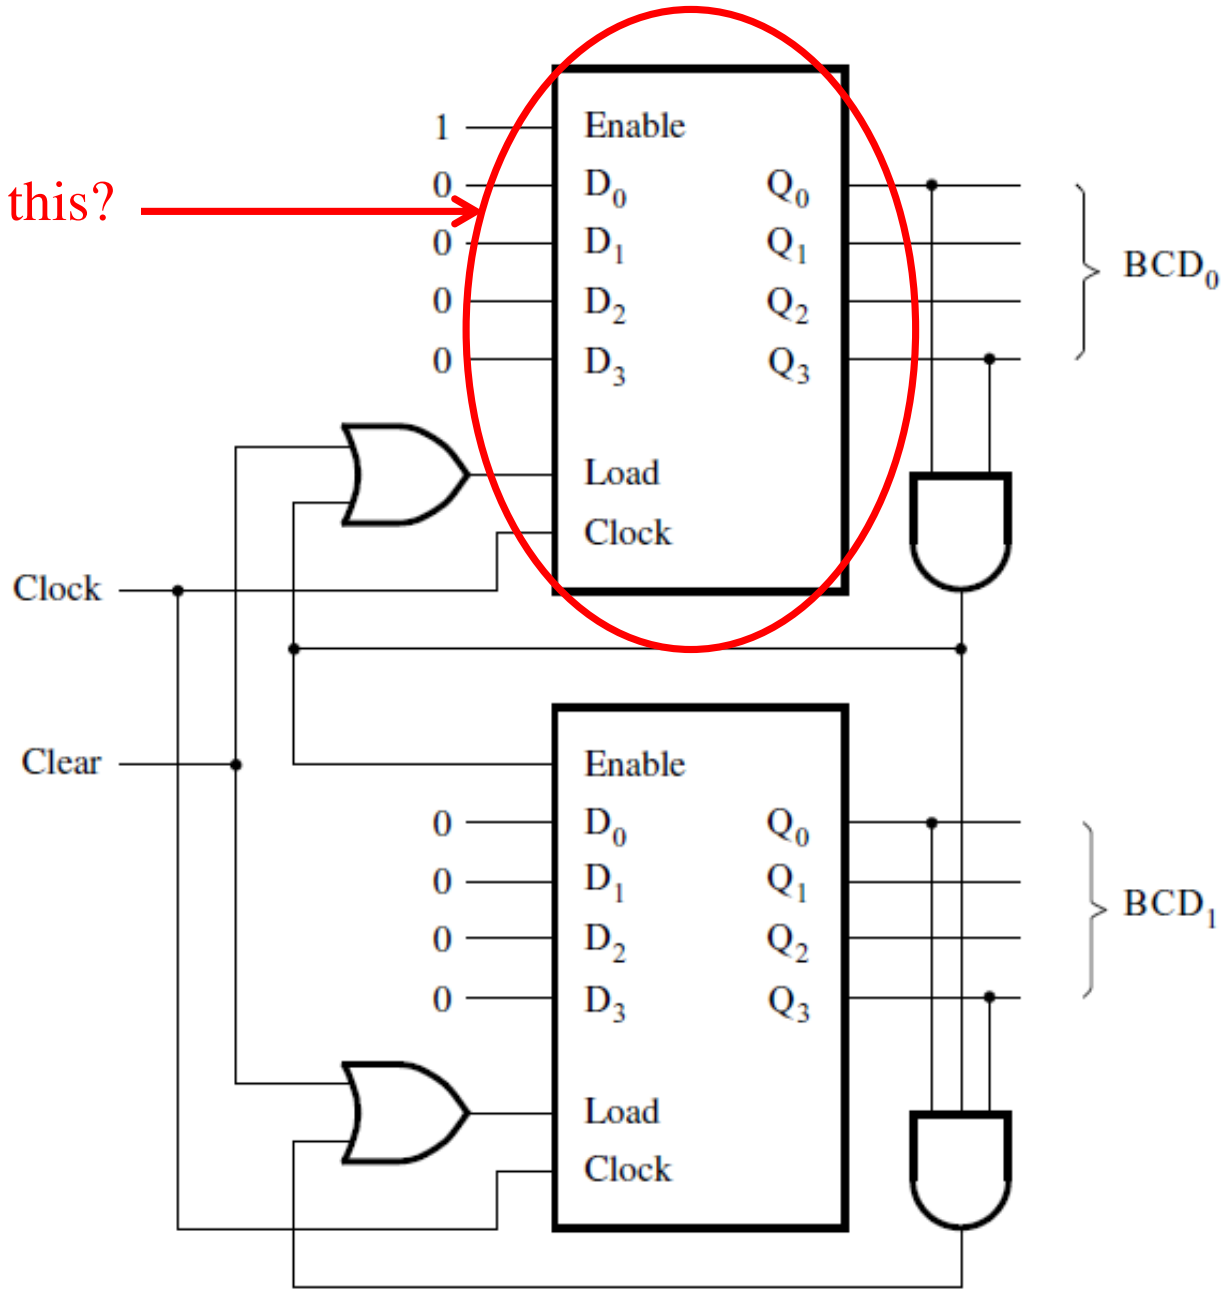 1 Enable
this? 0 D0 Q0
0 D1 Q1 BCD0
0 D2 Q2
0 D3 Q3
Load
Clock
Clock
Clear Enable
0 D0 Q0
0 D1 Q1
0 D2 Q2 BCD1
0 D3 Q3
Load
Clock